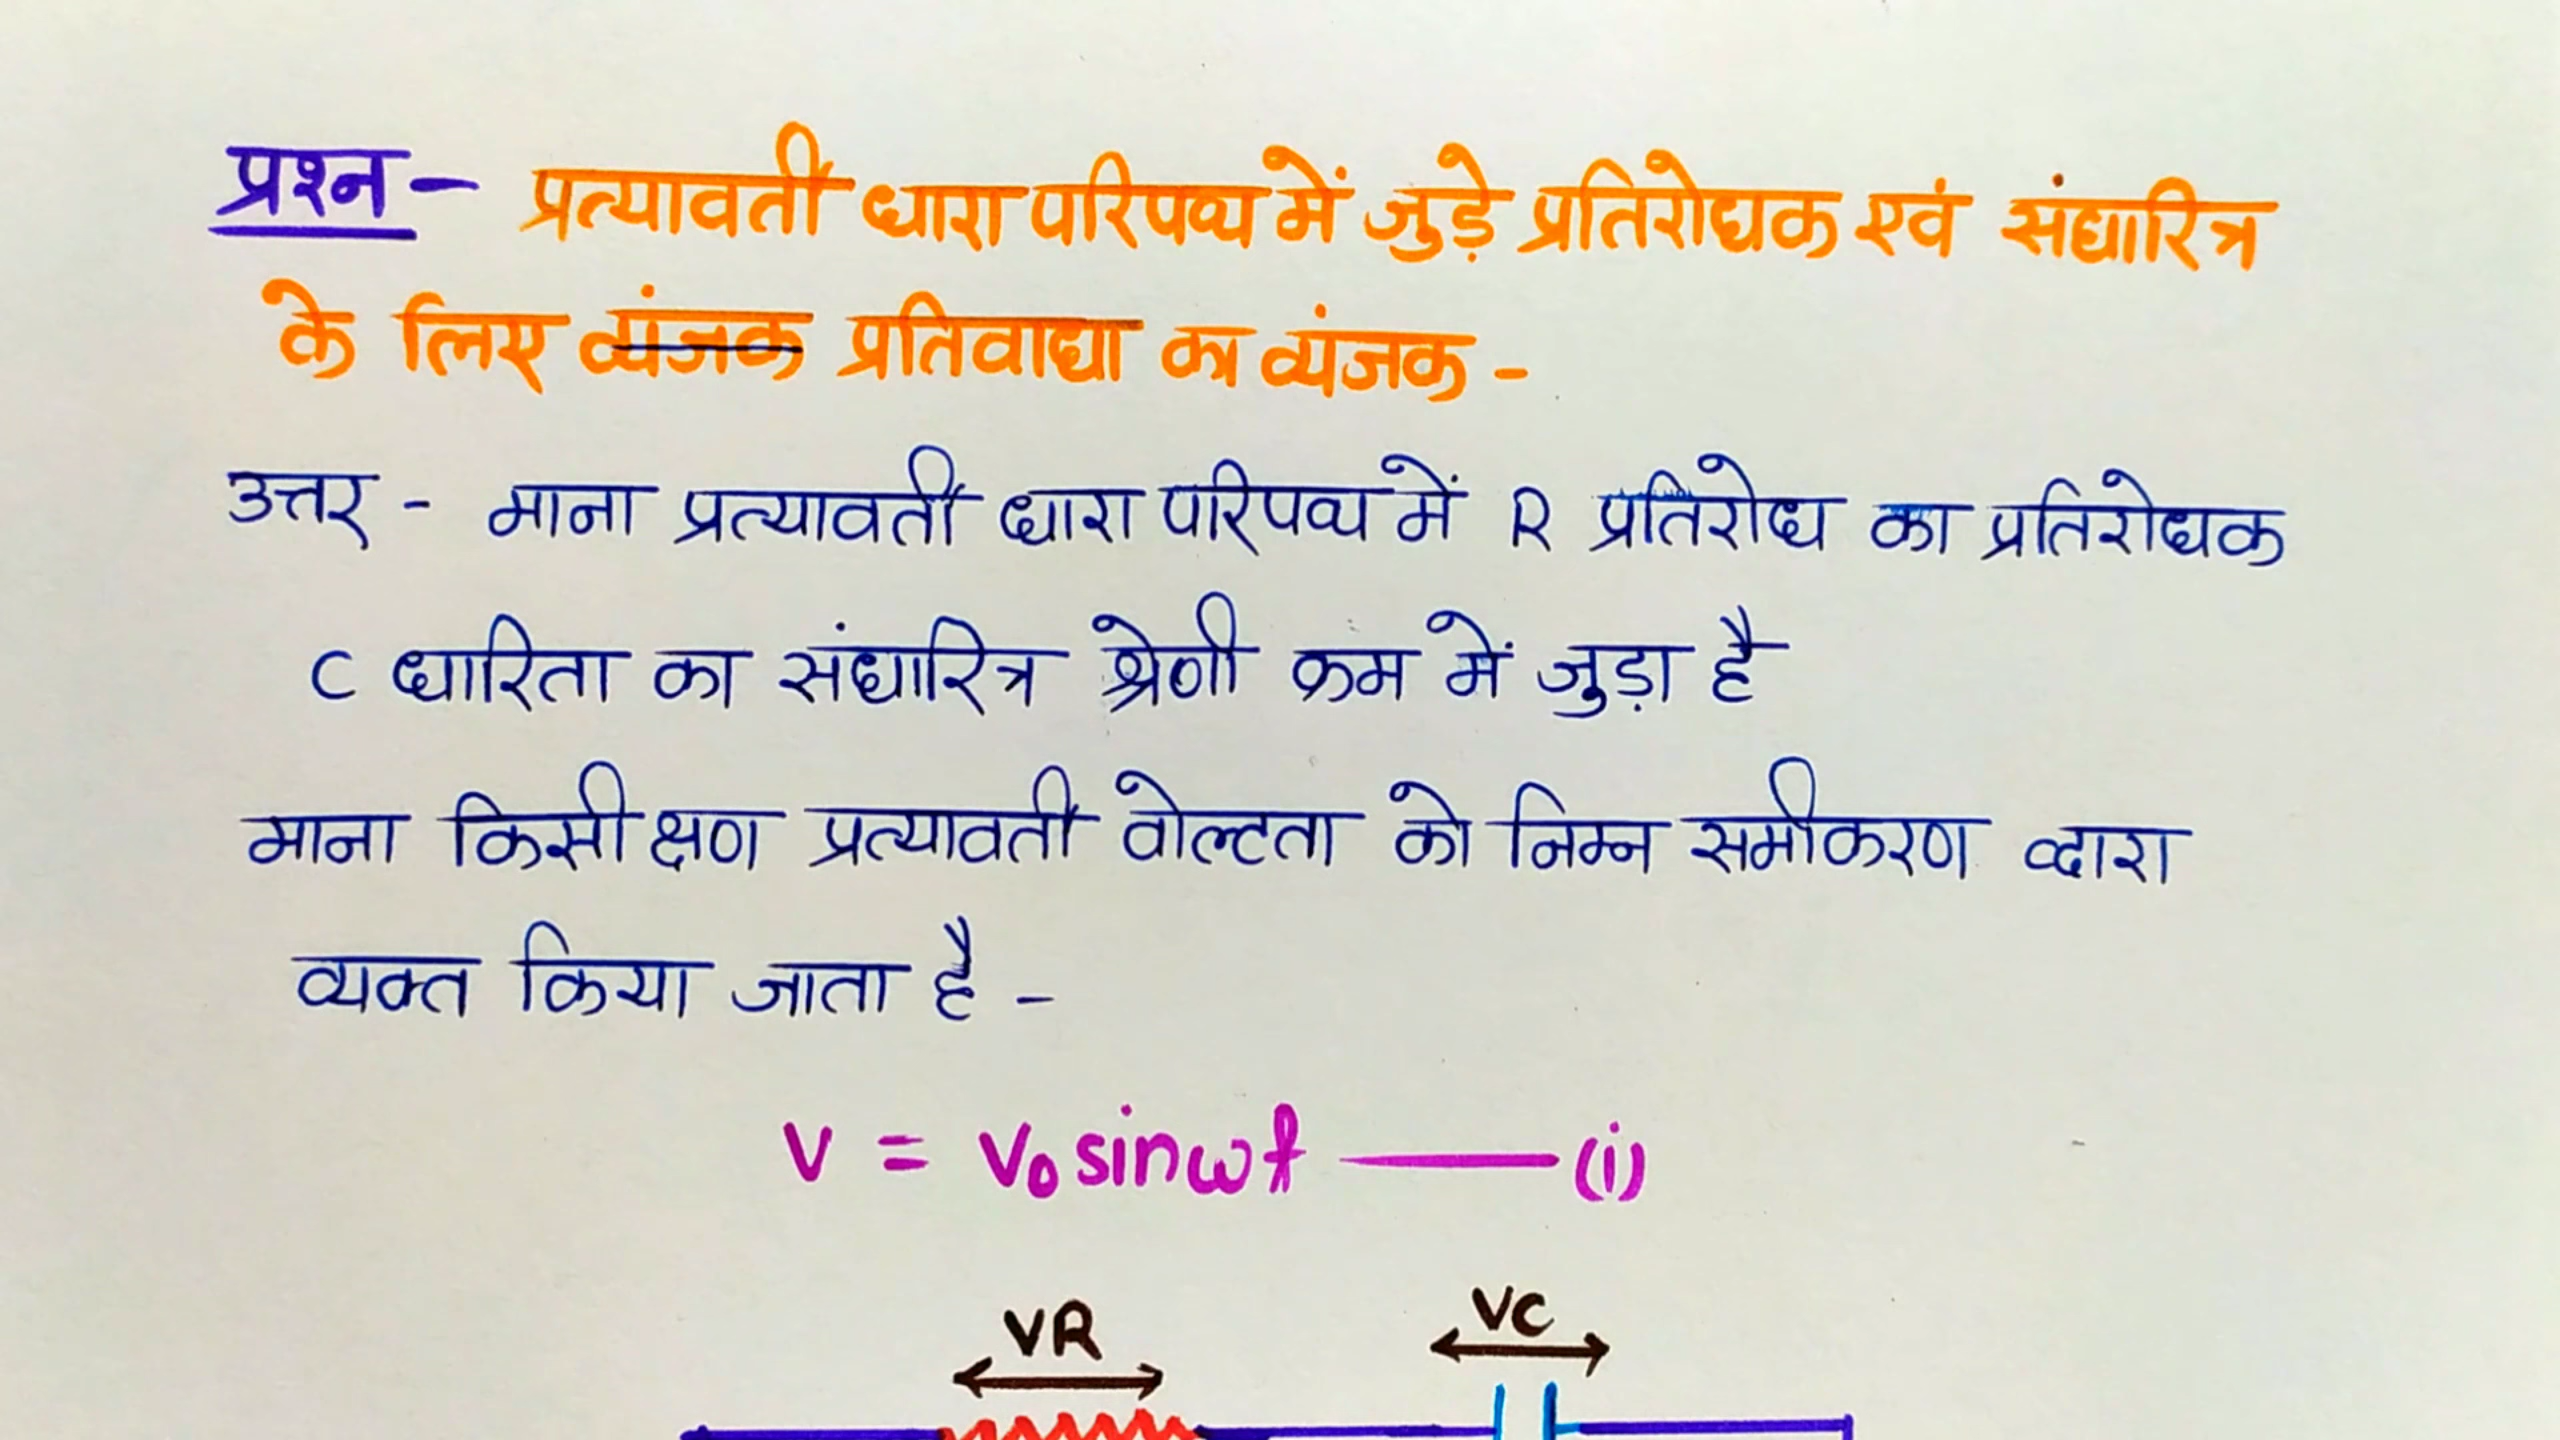 प्रश्न - प्रत्यावर्ती धारा परिपथ में जुड़े प्रतिरोधक एवं संधारित्र
के लिए व्यंजक प्रतिवाधा का व्यंजक -
उत्तर - माना प्रत्यावर्ती धारा परिपथ में R प्रतिरोध का प्रतिरोधक
C धारिता का संधारित्र श्रेणी क्रम में जुड़ा है
माना किसी क्षण प्रत्यावर्ती वोल्टता को निम्न समीकरण द्वारा
व्यक्त किया जाता है -
V = V₀ sinωt —— (i)
VR VC